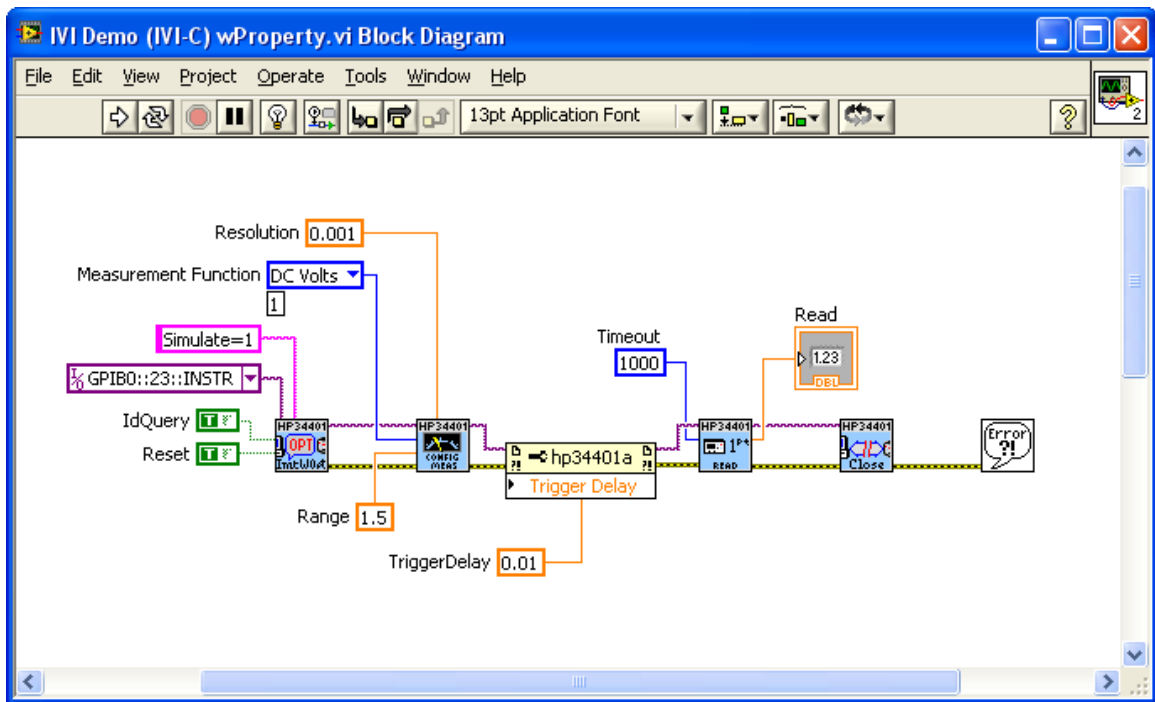 IVI Demo (IVI-C) wProperty.vi Block Diagram
File Edit View Project Operate Tools Window Help
13pt Application Font
2
Resolution 0.001
Measurement Function DC Volts
1
Simulate=1
GPIB0::23::INSTR
IdQuery T
Reset T
HP34401
OPT
InitWOpt
HP34401
CONFIG
MEAS
Range 1.5
hp34401a
Trigger Delay
TriggerDelay 0.01
Timeout
1000
HP34401
1Pt
READ
Read
1.23
DBL
HP34401
Close
Error
?!